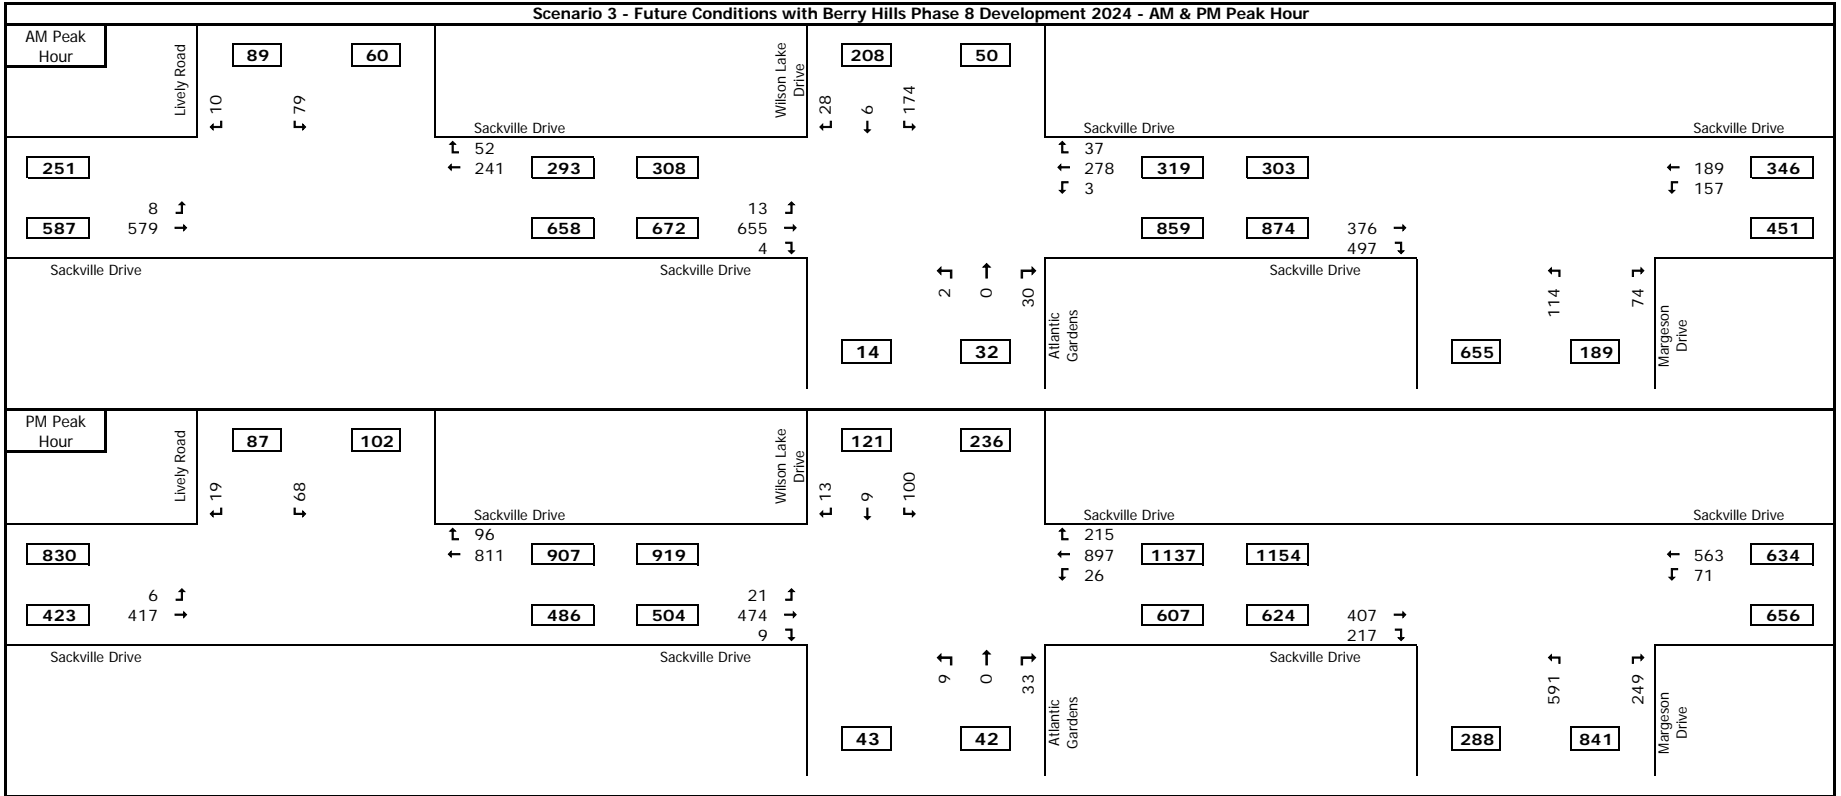 Scenario 3 - Future Conditions with Berry Hills Phase 8 Development 2024 - AM & PM Peak Hour
AM Peak
Hour
Lively Road
89
60
10
79
Wilson Lake
Drive
208
50
28
6
174
Sackville Drive
Sackville Drive
Sackville Drive
52
37
251
241
293
308
278
319
303
189
346
3
157
8
13
587
579
658
672
655
859
874
376
451
4
497
Sackville Drive
Sackville Drive
Sackville Drive
2
0
30
114
74
Atlantic
Gardens
Margeson
Drive
14
32
655
189
PM Peak
Hour
Lively Road
87
102
19
68
Wilson Lake
Drive
121
236
13
9
100
Sackville Drive
Sackville Drive
Sackville Drive
96
215
830
811
907
919
897
1137
1154
563
634
26
71
6
21
423
417
486
504
474
607
624
407
656
9
217
Sackville Drive
Sackville Drive
Sackville Drive
9
0
33
591
249
Atlantic
Gardens
Margeson
Drive
43
42
288
841